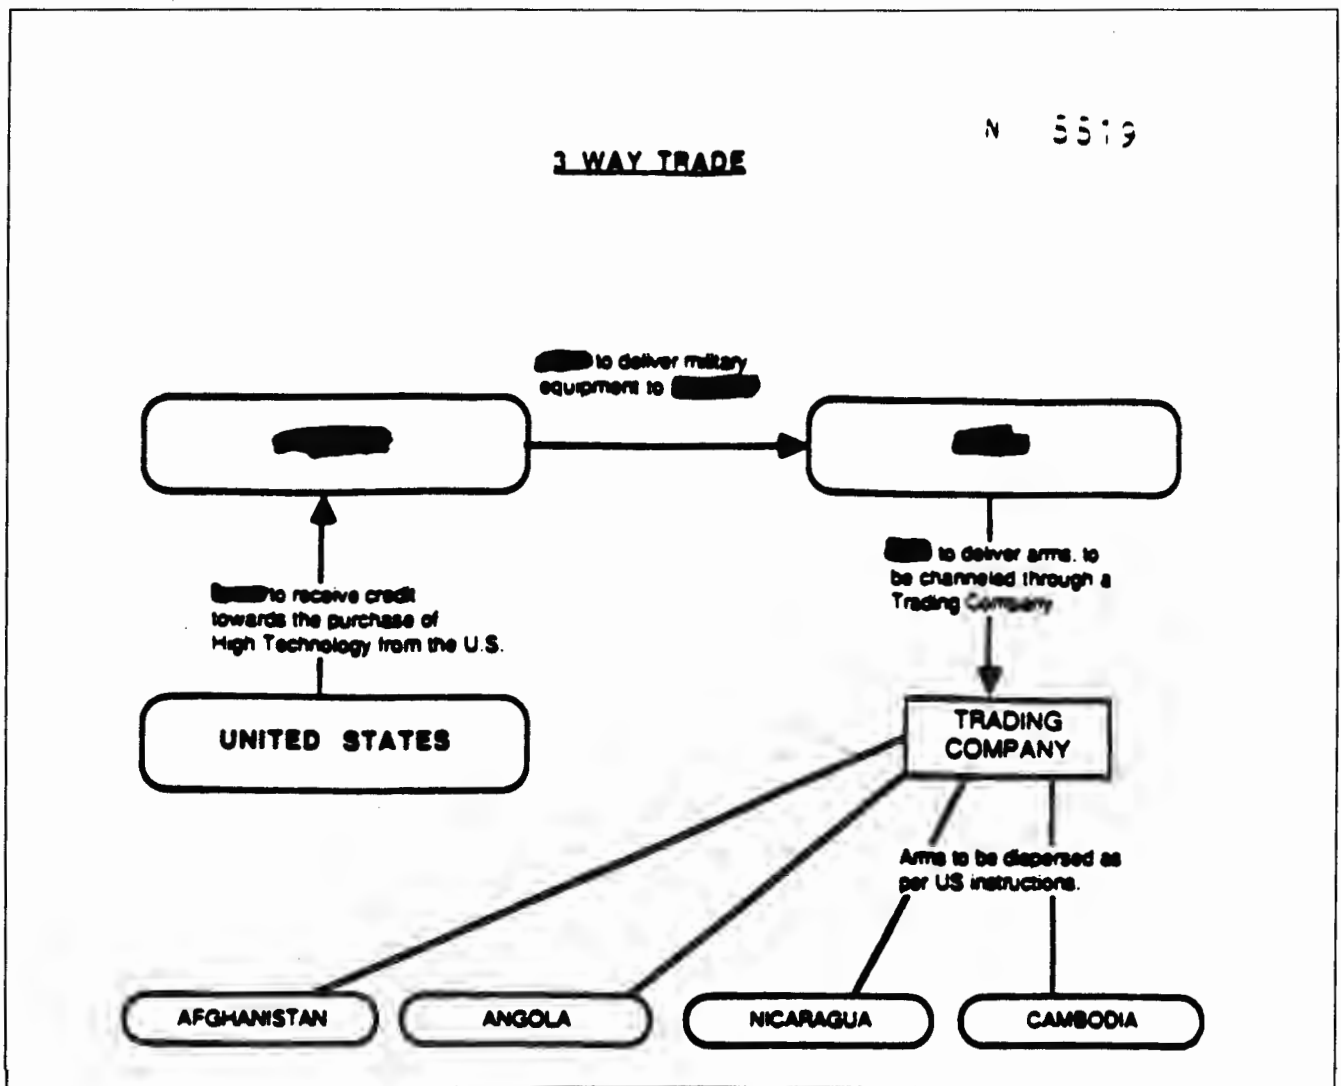 N 5519
3 WAY TRADE
to deliver military
equipment to
to deliver arms. to
be channeled through a
Trading Company
to receive credit
towards the purchase of
High Technology from the U.S.
UNITED STATES
TRADING
COMPANY
Arms to be dispersed as
per US instructions.
AFGHANISTAN
ANGOLA
NICARAGUA
CAMBODIA